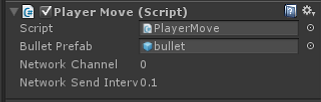 Player Move (Script)
Script PlayerMove
Bullet Prefab bullet
Network Channel 0
Network Send Interv 0.1